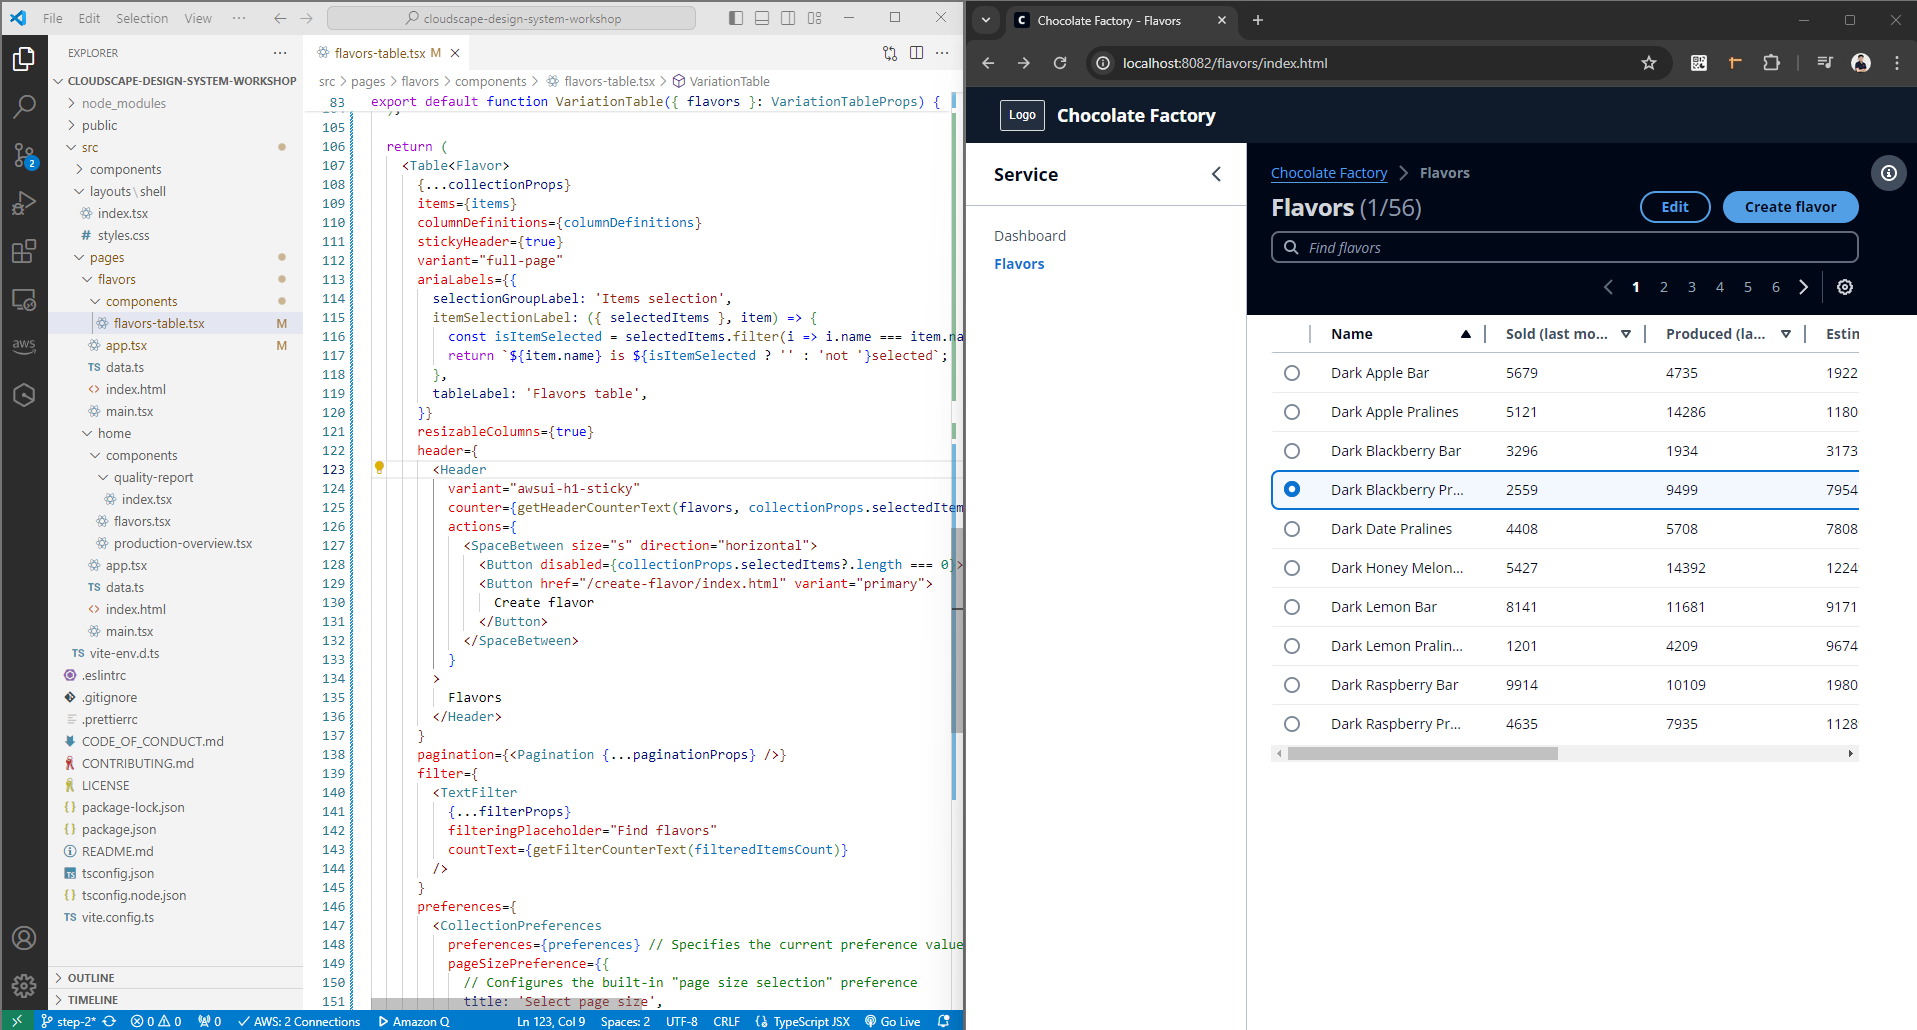 File Edit Selection View ··· cloudscape-design-system-workshop
EXPLORER
CLOUDSCAPE-DESIGN-SYSTEM-WORKSHOP
node_modules
public
src
components
layouts\shell
index.tsx
# styles.css
pages
flavors
components
flavors-table.tsx M
app.tsx M
TS data.ts
<> index.html
main.tsx
home
components
quality-report
index.tsx
flavors.tsx
production-overview.tsx
app.tsx
TS data.ts
<> index.html
main.tsx
TS vite-env.d.ts
.eslintrc
.gitignore
.prettierrc
CODE_OF_CONDUCT.md
CONTRIBUTING.md
LICENSE
{} package-lock.json
{} package.json
README.md
tsconfig.json
{} tsconfig.node.json
TS vite.config.ts
OUTLINE
TIMELINE
2
aws
flavors-table.tsx M
src > pages > flavors > components > flavors-table.tsx > VariationTable
83 export default function VariationTable({ flavors }: VariationTableProps) {
105
106 return (
107 <Table<Flavor>
108 {...collectionProps}
109 items={items}
110 columnDefinitions={columnDefinitions}
111 stickyHeader={true}
112 variant="full-page"
113 ariaLabels={{
114 selectionGroupLabel: 'Items selection',
115 itemSelectionLabel: ({ selectedItems }, item) => {
116 const isItemSelected = selectedItems.filter(i => i.name === item.na
117 return `${item.name} is ${isItemSelected ? '' : 'not '}selected`;
118 },
119 tableLabel: 'Flavors table',
120 }}
121 resizableColumns={true}
122 header={
123 <Header
124 variant="awsui-h1-sticky"
125 counter={getHeaderCounterText(flavors, collectionProps.selectedItem
126 actions={
127 <SpaceBetween size="s" direction="horizontal">
128 <Button disabled={collectionProps.selectedItems?.length === 0}>
129 <Button href="/create-flavor/index.html" variant="primary">
130 Create flavor
131 </Button>
132 </SpaceBetween>
133 }
134 >
135 Flavors
136 </Header>
137 }
138 pagination={<Pagination {...paginationProps} />}
139 filter={
140 <TextFilter
141 {...filterProps}
142 filteringPlaceholder="Find flavors"
143 countText={getFilterCounterText(filteredItemsCount)}
144 />
145 }
146 preferences={
147 <CollectionPreferences
148 preferences={preferences} // Specifies the current preference value
149 pageSizePreference={{
150 // Configures the built-in "page size selection" preference
151 title: 'Select page size',
step-2* 0 0 0 AWS: 2 Connections Amazon Q Ln 123, Col 9 Spaces: 2 UTF-8 CRLF {} TypeScript JSX Go Live
C Chocolate Factory - Flavors
localhost:8082/flavors/index.html
Logo Chocolate Factory
Service
Dashboard
Flavors
Chocolate Factory > Flavors
Flavors (1/56) Edit Create flavor
Find flavors
1 2 3 4 5 6
Name Sold (last mo... Produced (la... Estin
Dark Apple Bar 5679 4735 1922
Dark Apple Pralines 5121 14286 1180
Dark Blackberry Bar 3296 1934 3173
Dark Blackberry Pr... 2559 9499 7954
Dark Date Pralines 4408 5708 7808
Dark Honey Melon... 5427 14392 1224
Dark Lemon Bar 8141 11681 9171
Dark Lemon Pralin... 1201 4209 9674
Dark Raspberry Bar 9914 10109 1980
Dark Raspberry Pr... 4635 7935 1128